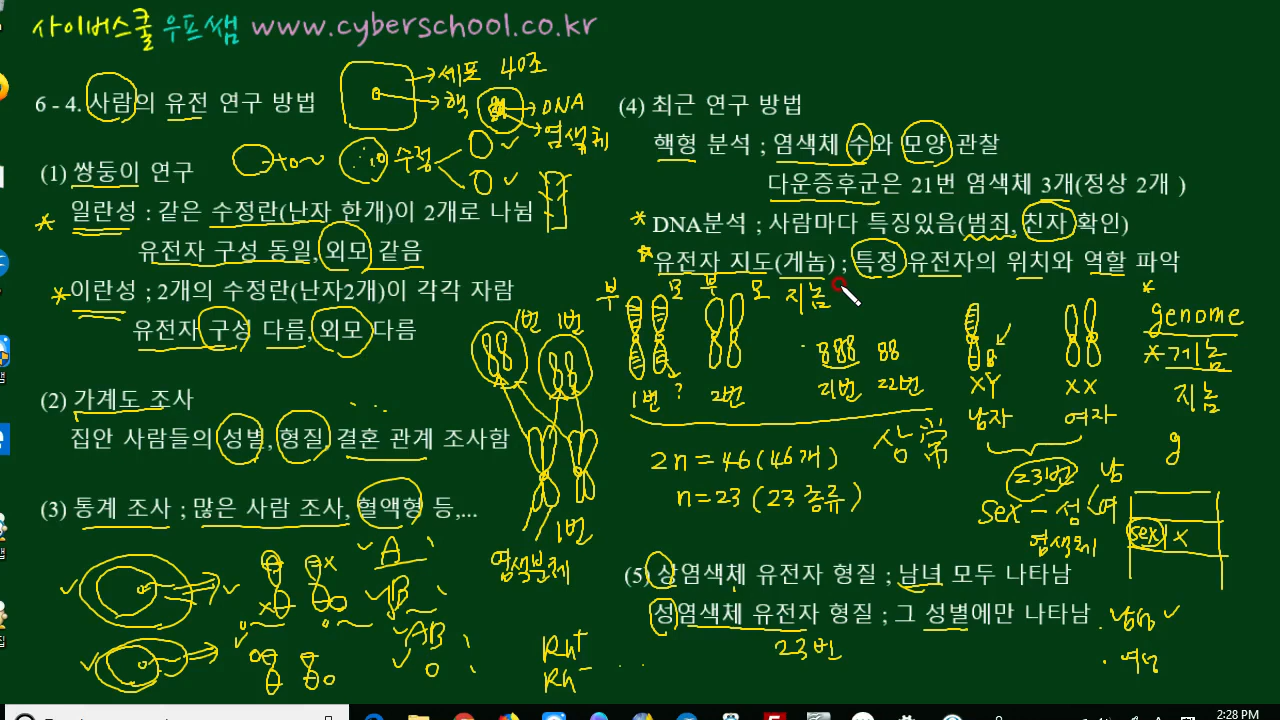 사이버스쿨 우프쌤 www.cyberschool.co.kr
6 - 4. 사람의 유전 연구 방법
세포 40조
핵
DNA
염색체
수정
(1) 쌍둥이 연구
* 일란성 : 같은 수정란(난자 한개)이 2개로 나뉨
유전자 구성 동일, 외모 같음
* 이란성 ; 2개의 수정란(난자2개)이 각각 자람
유전자 구성 다름, 외모 다름
1번 1번
(2) 가계도 조사
집안 사람들의 성별, 형질, 결혼 관계 조사함
(3) 통계 조사 ; 많은 사람 조사, 혈액형 등,...
1번
염색분체
A
B
AB
O
Rh+
Rh-
(4) 최근 연구 방법
핵형 분석 ; 염색체 수와 모양 관찰
다운증후군은 21번 염색체 3개(정상 2개 )
* DNA분석 ; 사람마다 특징있음(범죄, 친자 확인)
* 유전자 지도(게놈) ; 특정 유전자의 위치와 역할 파악
부 모 부 모 지놈
1번 ? 2번 21번 22번
XY XX
남자 여자
* genome
* 게놈
지놈
g
2n = 46 (46개)
n = 23 (23 종류)
상 常
23번
sex - 성
염색체
남
여
sex x
(5) 상염색체 유전자 형질 ; 남녀 모두 나타남
성염색체 유전자 형질 ; 그 성별에만 나타남
23번
2:28 PM